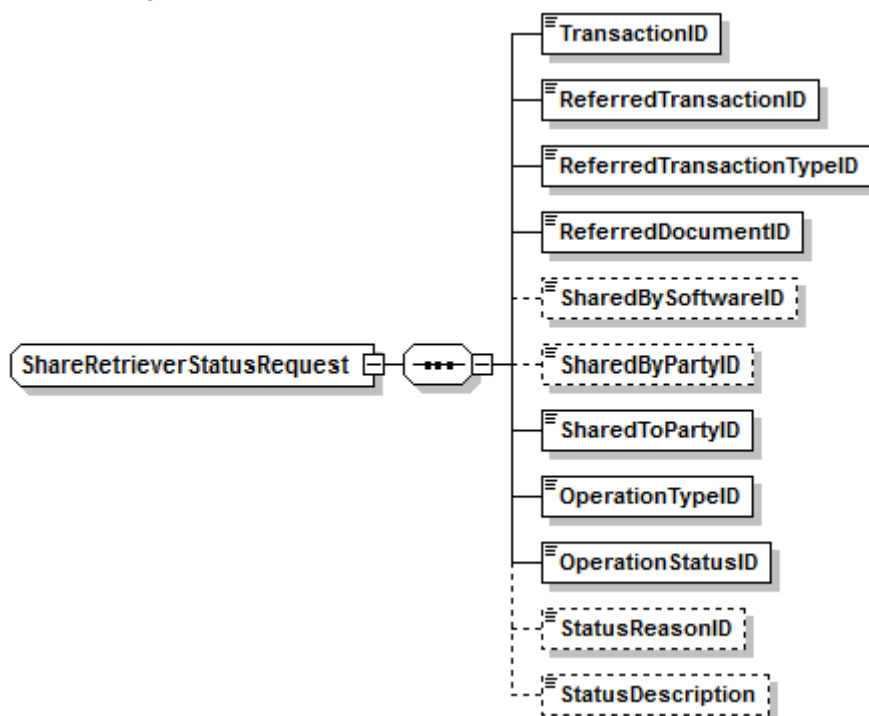 TransactionID
ReferredTransactionID
ReferredTransactionTypeID
ReferredDocumentID
SharedBySoftwareID
ShareRetrieverStatusRequest
SharedByPartyID
SharedToPartyID
OperationTypeID
OperationStatusID
StatusReasonID
StatusDescription